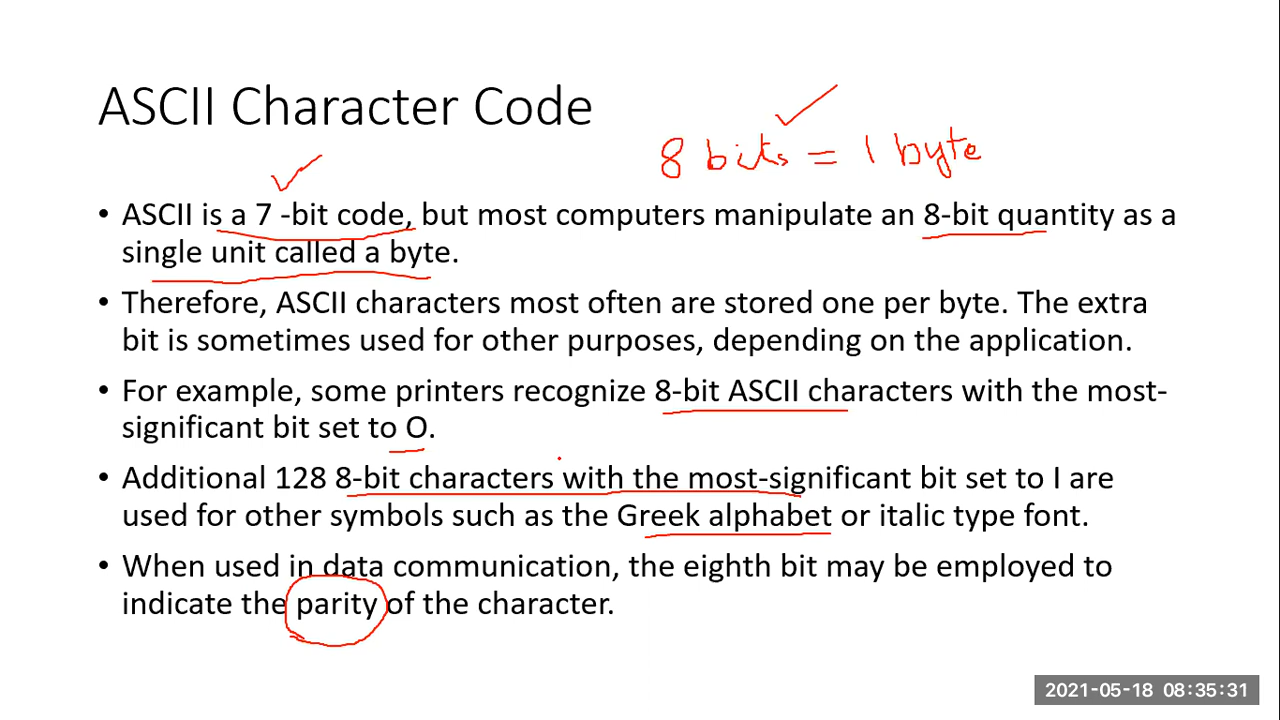 ASCII Character Code
8 bits = 1 byte
• ASCII is a 7 -bit code, but most computers manipulate an 8-bit quantity as a
single unit called a byte.
• Therefore, ASCII characters most often are stored one per byte. The extra
bit is sometimes used for other purposes, depending on the application.
• For example, some printers recognize 8-bit ASCII characters with the most-
significant bit set to O.
• Additional 128 8-bit characters with the most-significant bit set to I are
used for other symbols such as the Greek alphabet or italic type font.
• When used in data communication, the eighth bit may be employed to
indicate the parity of the character.
2021-05-18 08:35:31